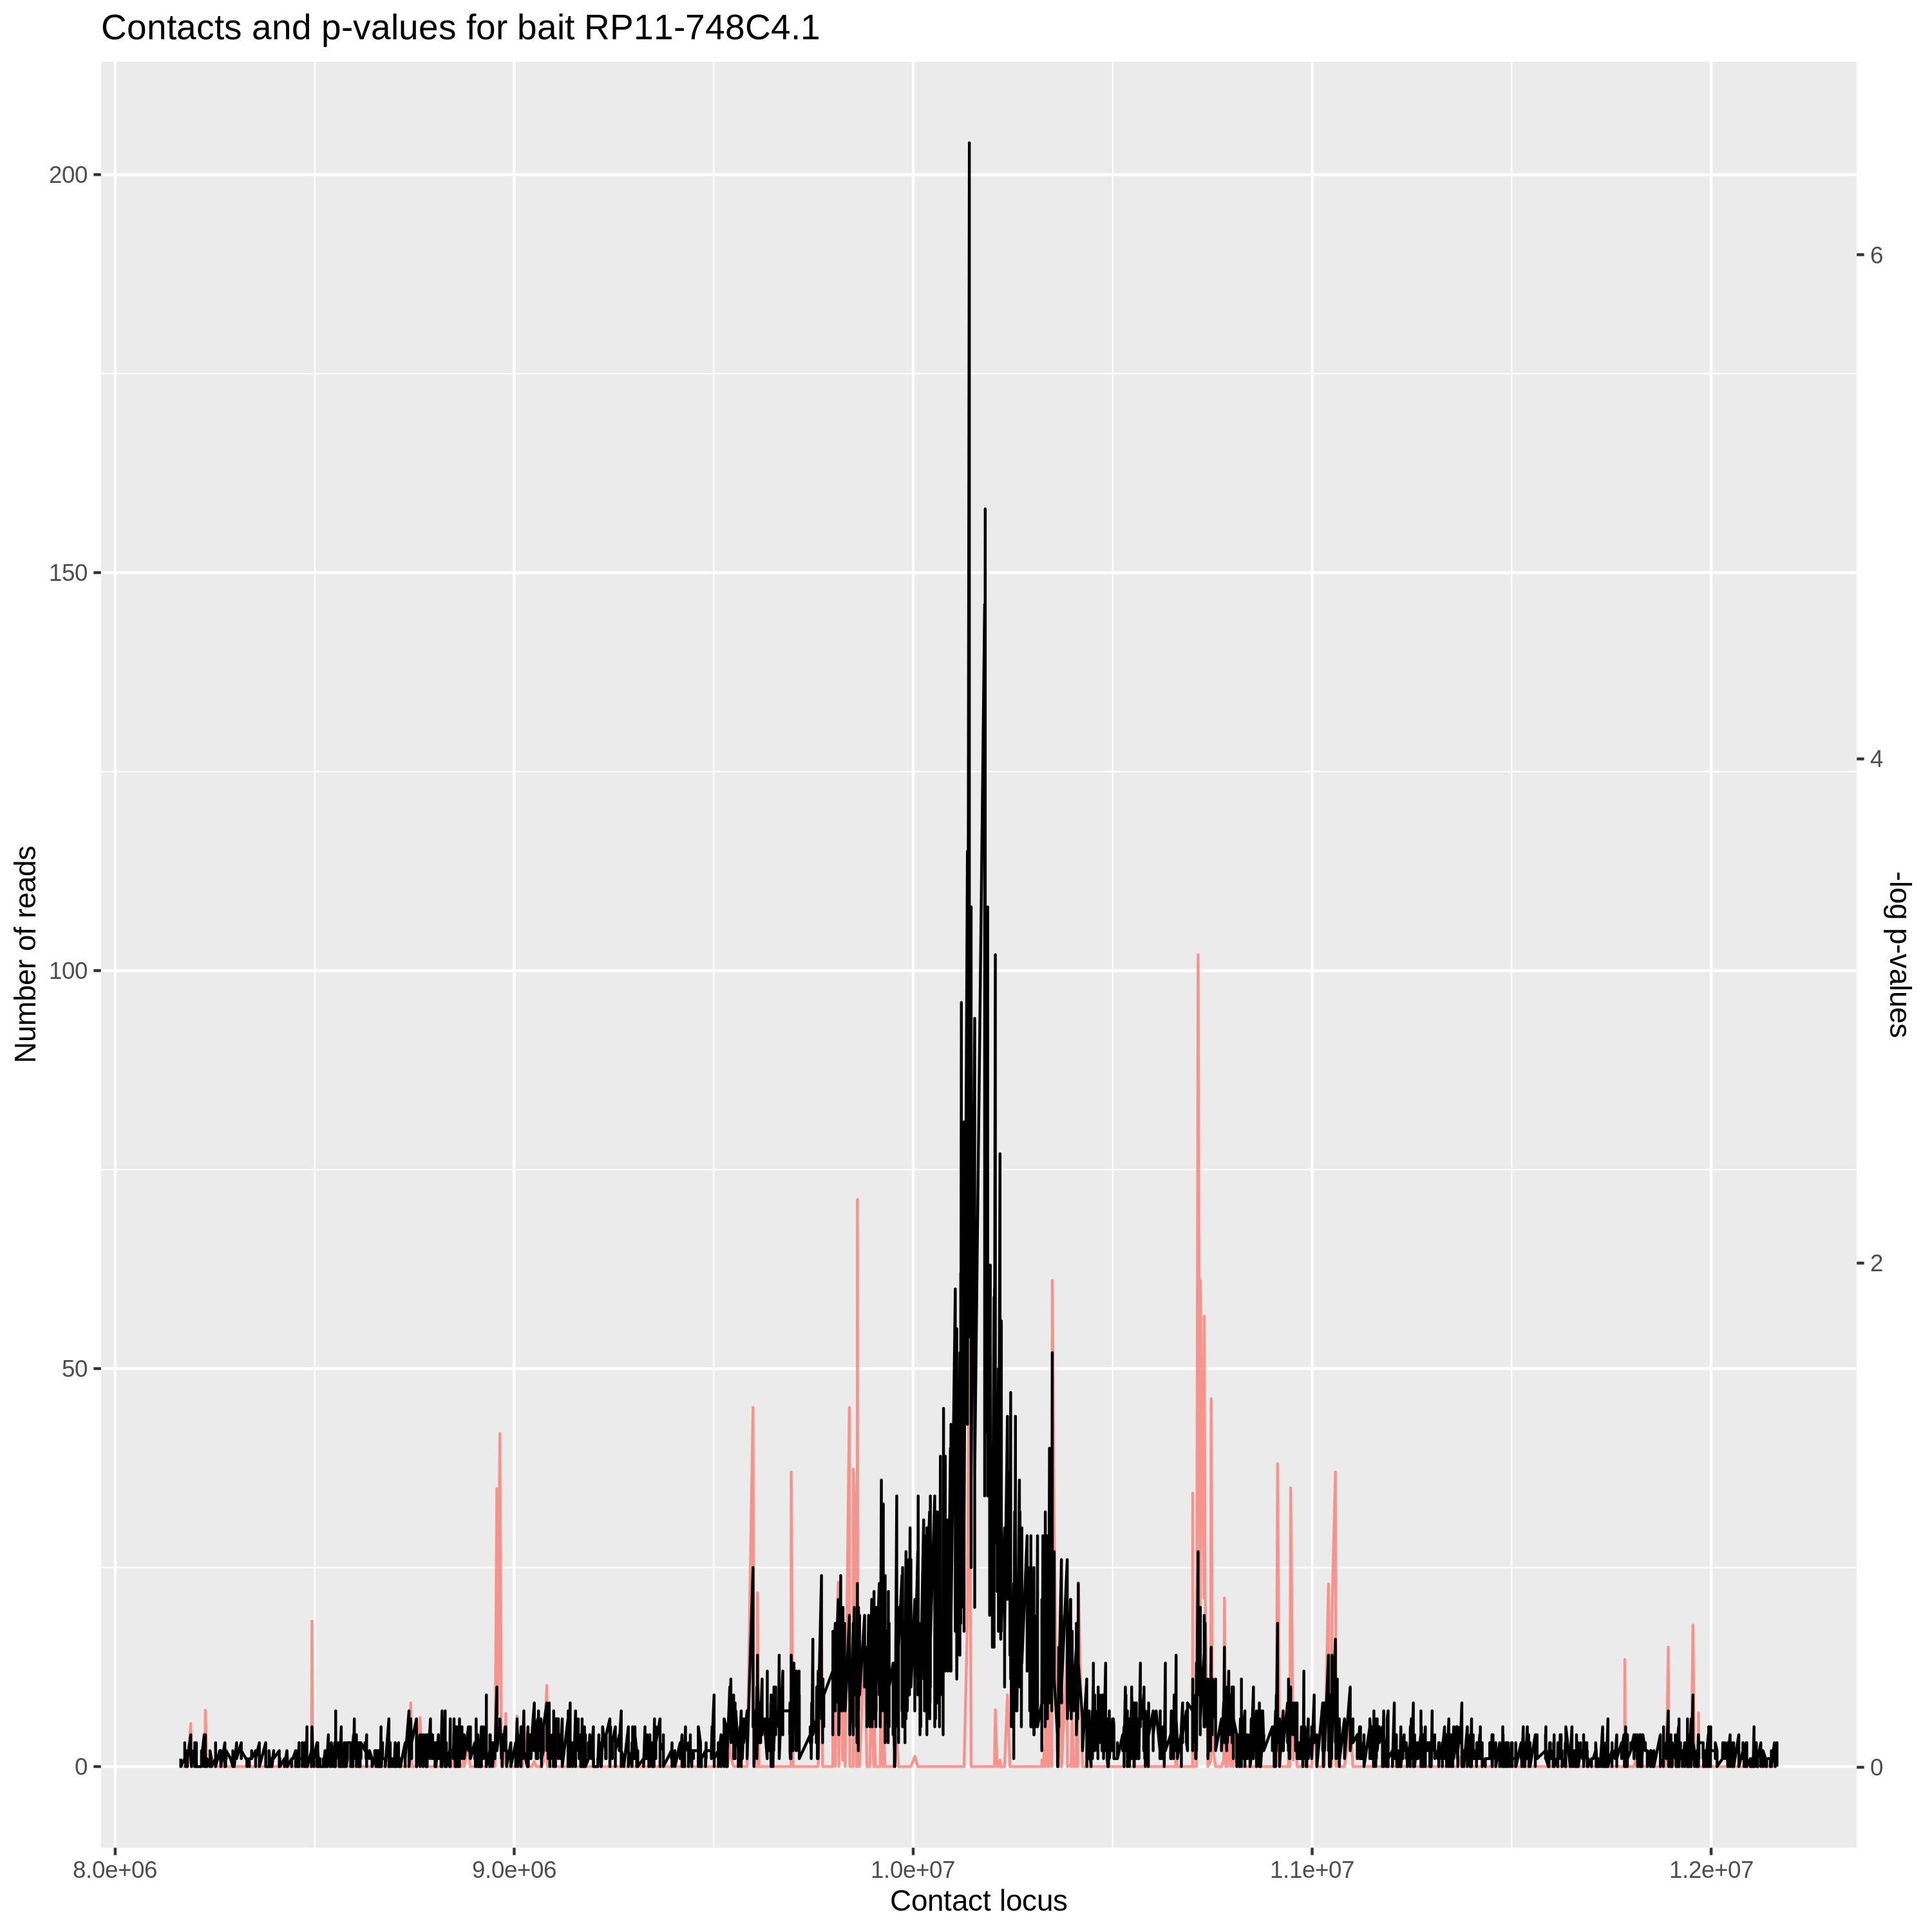 Contacts and p-values for bait RP11-748C4.1
200
150
100
50
0
Number of reads
6
4
2
0
-log p-values
8.0e+06
9.0e+06
1.0e+07
1.1e+07
1.2e+07
Contact locus